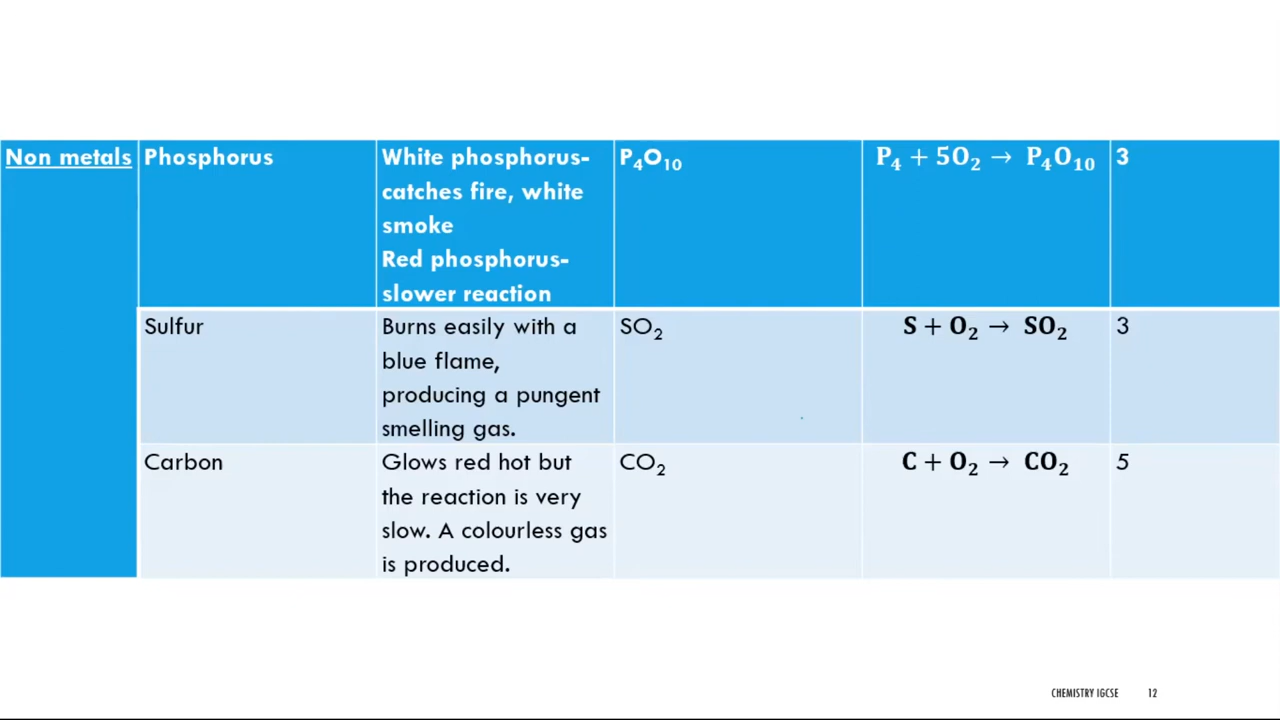 Non metals
Phosphorus
White phosphorus-
catches fire, white
smoke
Red phosphorus-
slower reaction
P₄O₁₀
P₄ + 5O₂ → P₄O₁₀
3
Sulfur
Burns easily with a
blue flame,
producing a pungent
smelling gas.
SO₂
S + O₂ → SO₂
3
Carbon
Glows red hot but
the reaction is very
slow. A colourless gas
is produced.
CO₂
C + O₂ → CO₂
5
CHEMISTRY IGCSE
12